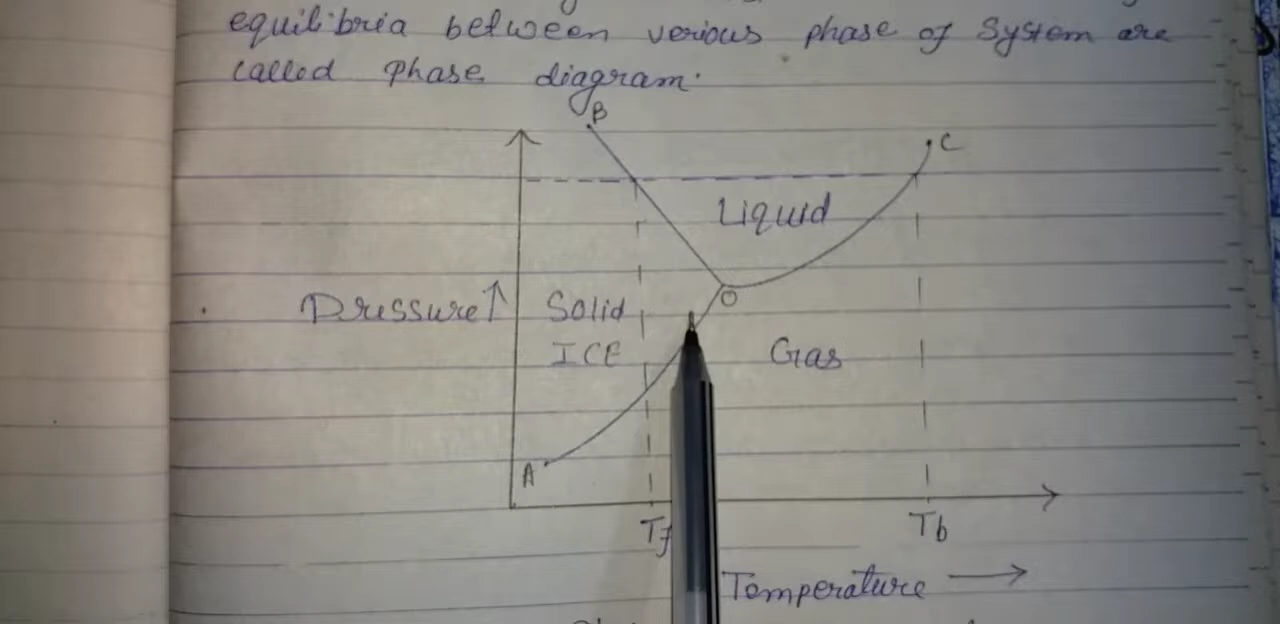 equilibria between verious phase of System are
called Phase diagram.
B
C
Liquid
O
Pressure↑
Solid
ICE
Gas
A
Tf
Tb
Temperature →